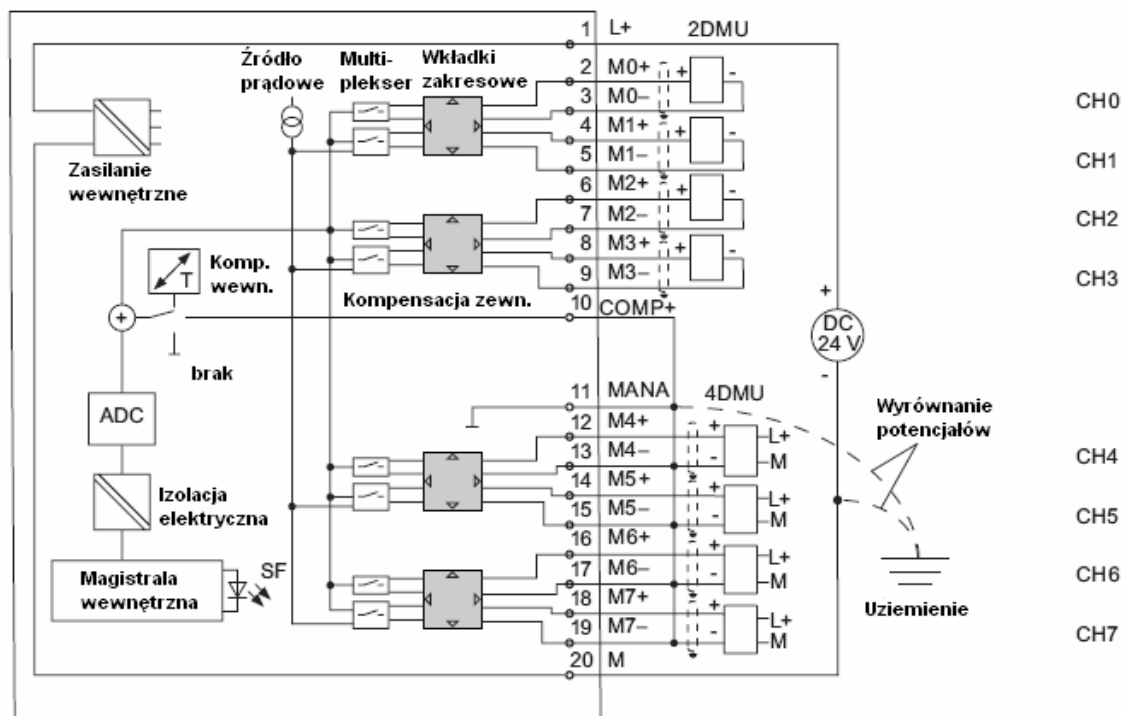 1 L+ 2DMU
Źródło prądowe
Multi-plekser
Wkładki zakresowe
2 M0+ + -
3 M0– CH0
4 M1+ + -
5 M1– CH1
6 M2+ + -
7 M2– CH2
8 M3+ + -
9 M3– CH3
10 COMP+
Zasilanie wewnętrzne
T
Komp. wewn.
Kompensacja zewn.
+
brak
+
DC
24 V
-
ADC
11 MANA 4DMU
Wyrównanie potencjałów
12 M4+ + L+
13 M4– - M CH4
14 M5+ + L+
15 M5– - M CH5
16 M6+ + L+
17 M6– - M CH6
18 M7+ + L+
19 M7– - M CH7
20 M
Izolacja elektryczna
Magistrala wewnętrzna
SF
Uziemienie